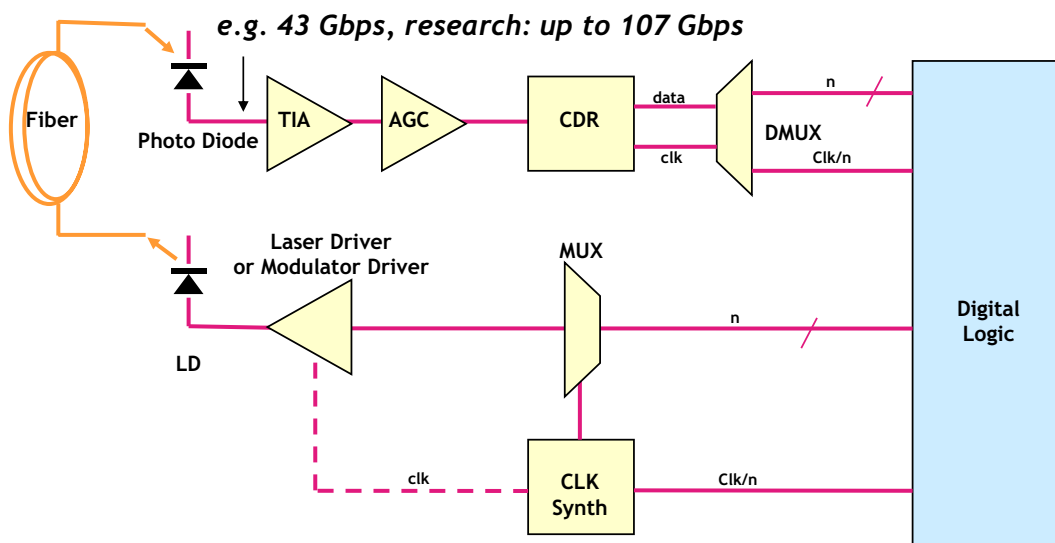 e.g. 43 Gbps, research: up to 107 Gbps
Fiber
Photo Diode
TIA
AGC
CDR
data
clk
DMUX
n
Clk/n
Laser Driver
or Modulator Driver
MUX
LD
n
Digital
Logic
clk
CLK
Synth
Clk/n